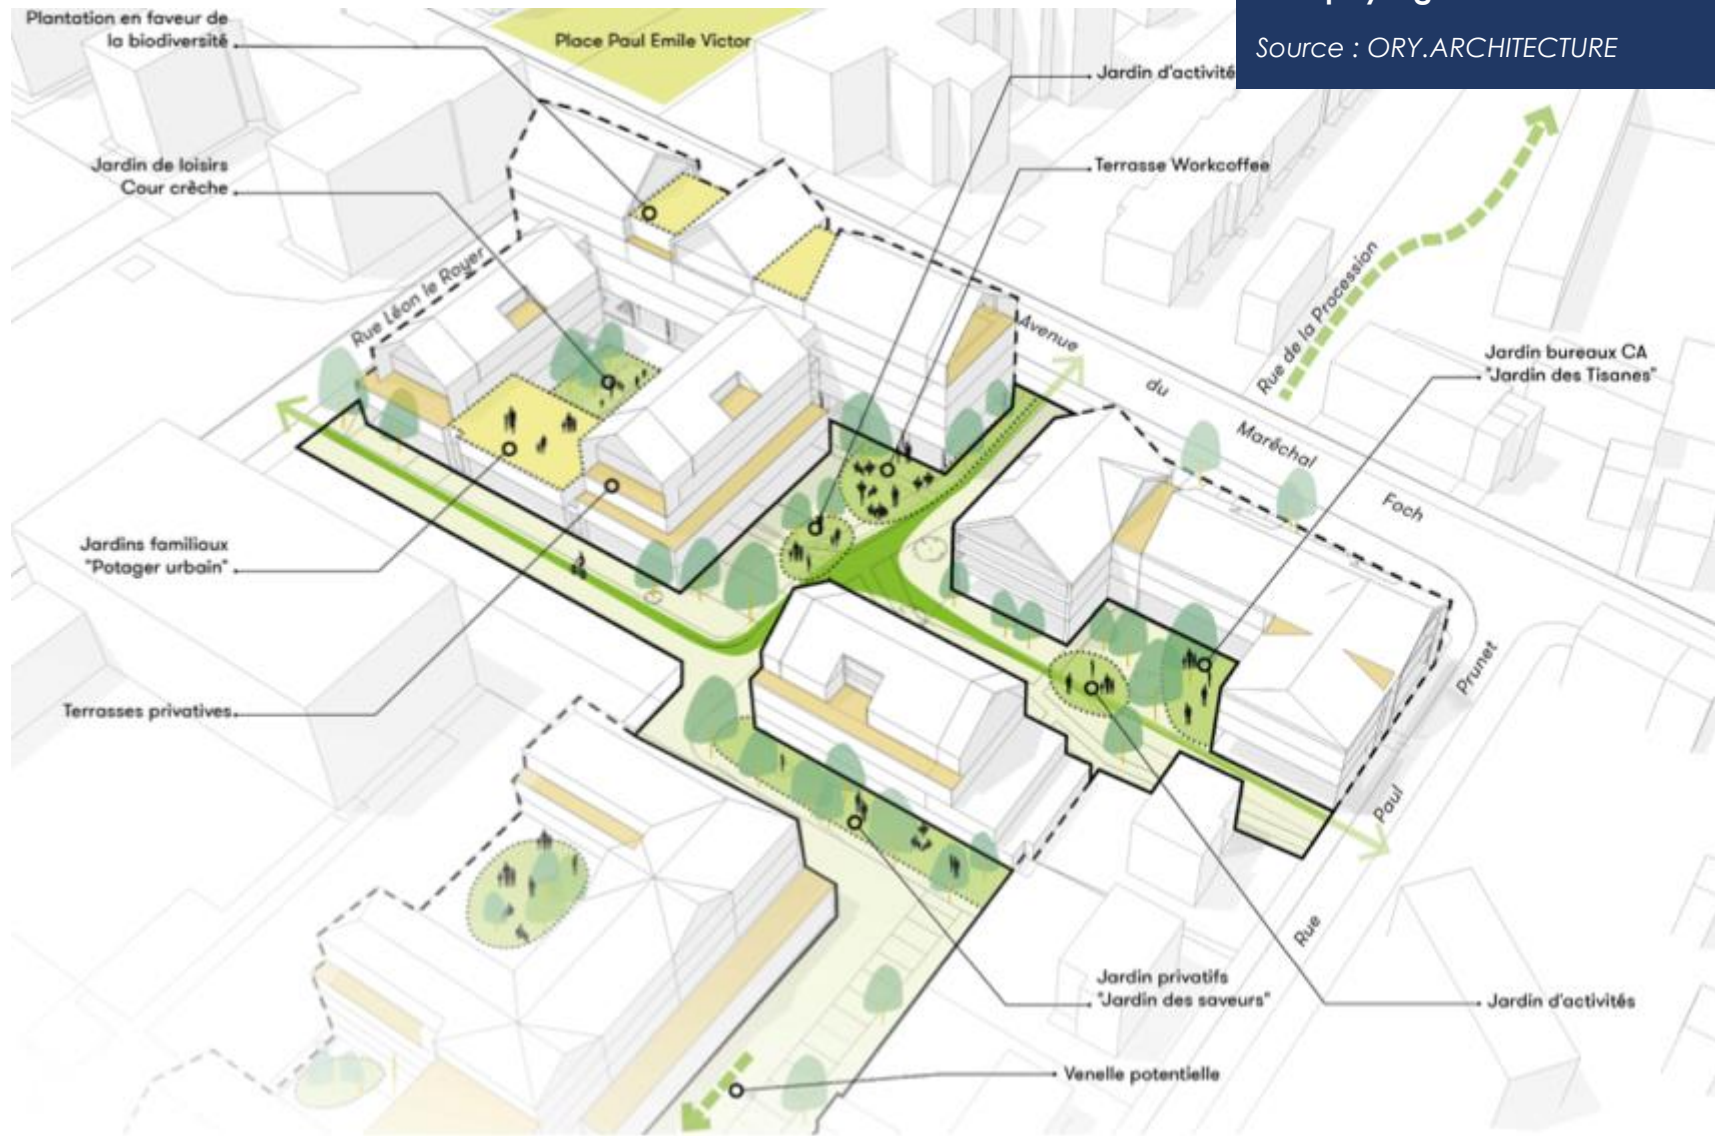 Source : ORY.ARCHITECTURE
Plantation en faveur de
la biodiversité
Place Paul Emile Victor
Jardin d'activité
Jardin de loisirs
Cour crèche
Terrasse Workcoffee
Rue Léon le Royer
Rue de la Procession
Avenue
du
Maréchal
Foch
Jardin bureaux CA
"Jardin des Tisanes"
Jardins familiaux
"Potager urbain"
Terrasses privatives
Rue
Paul
Prunet
Jardin privatifs
"Jardin des saveurs"
Jardin d'activités
Venelle potentielle